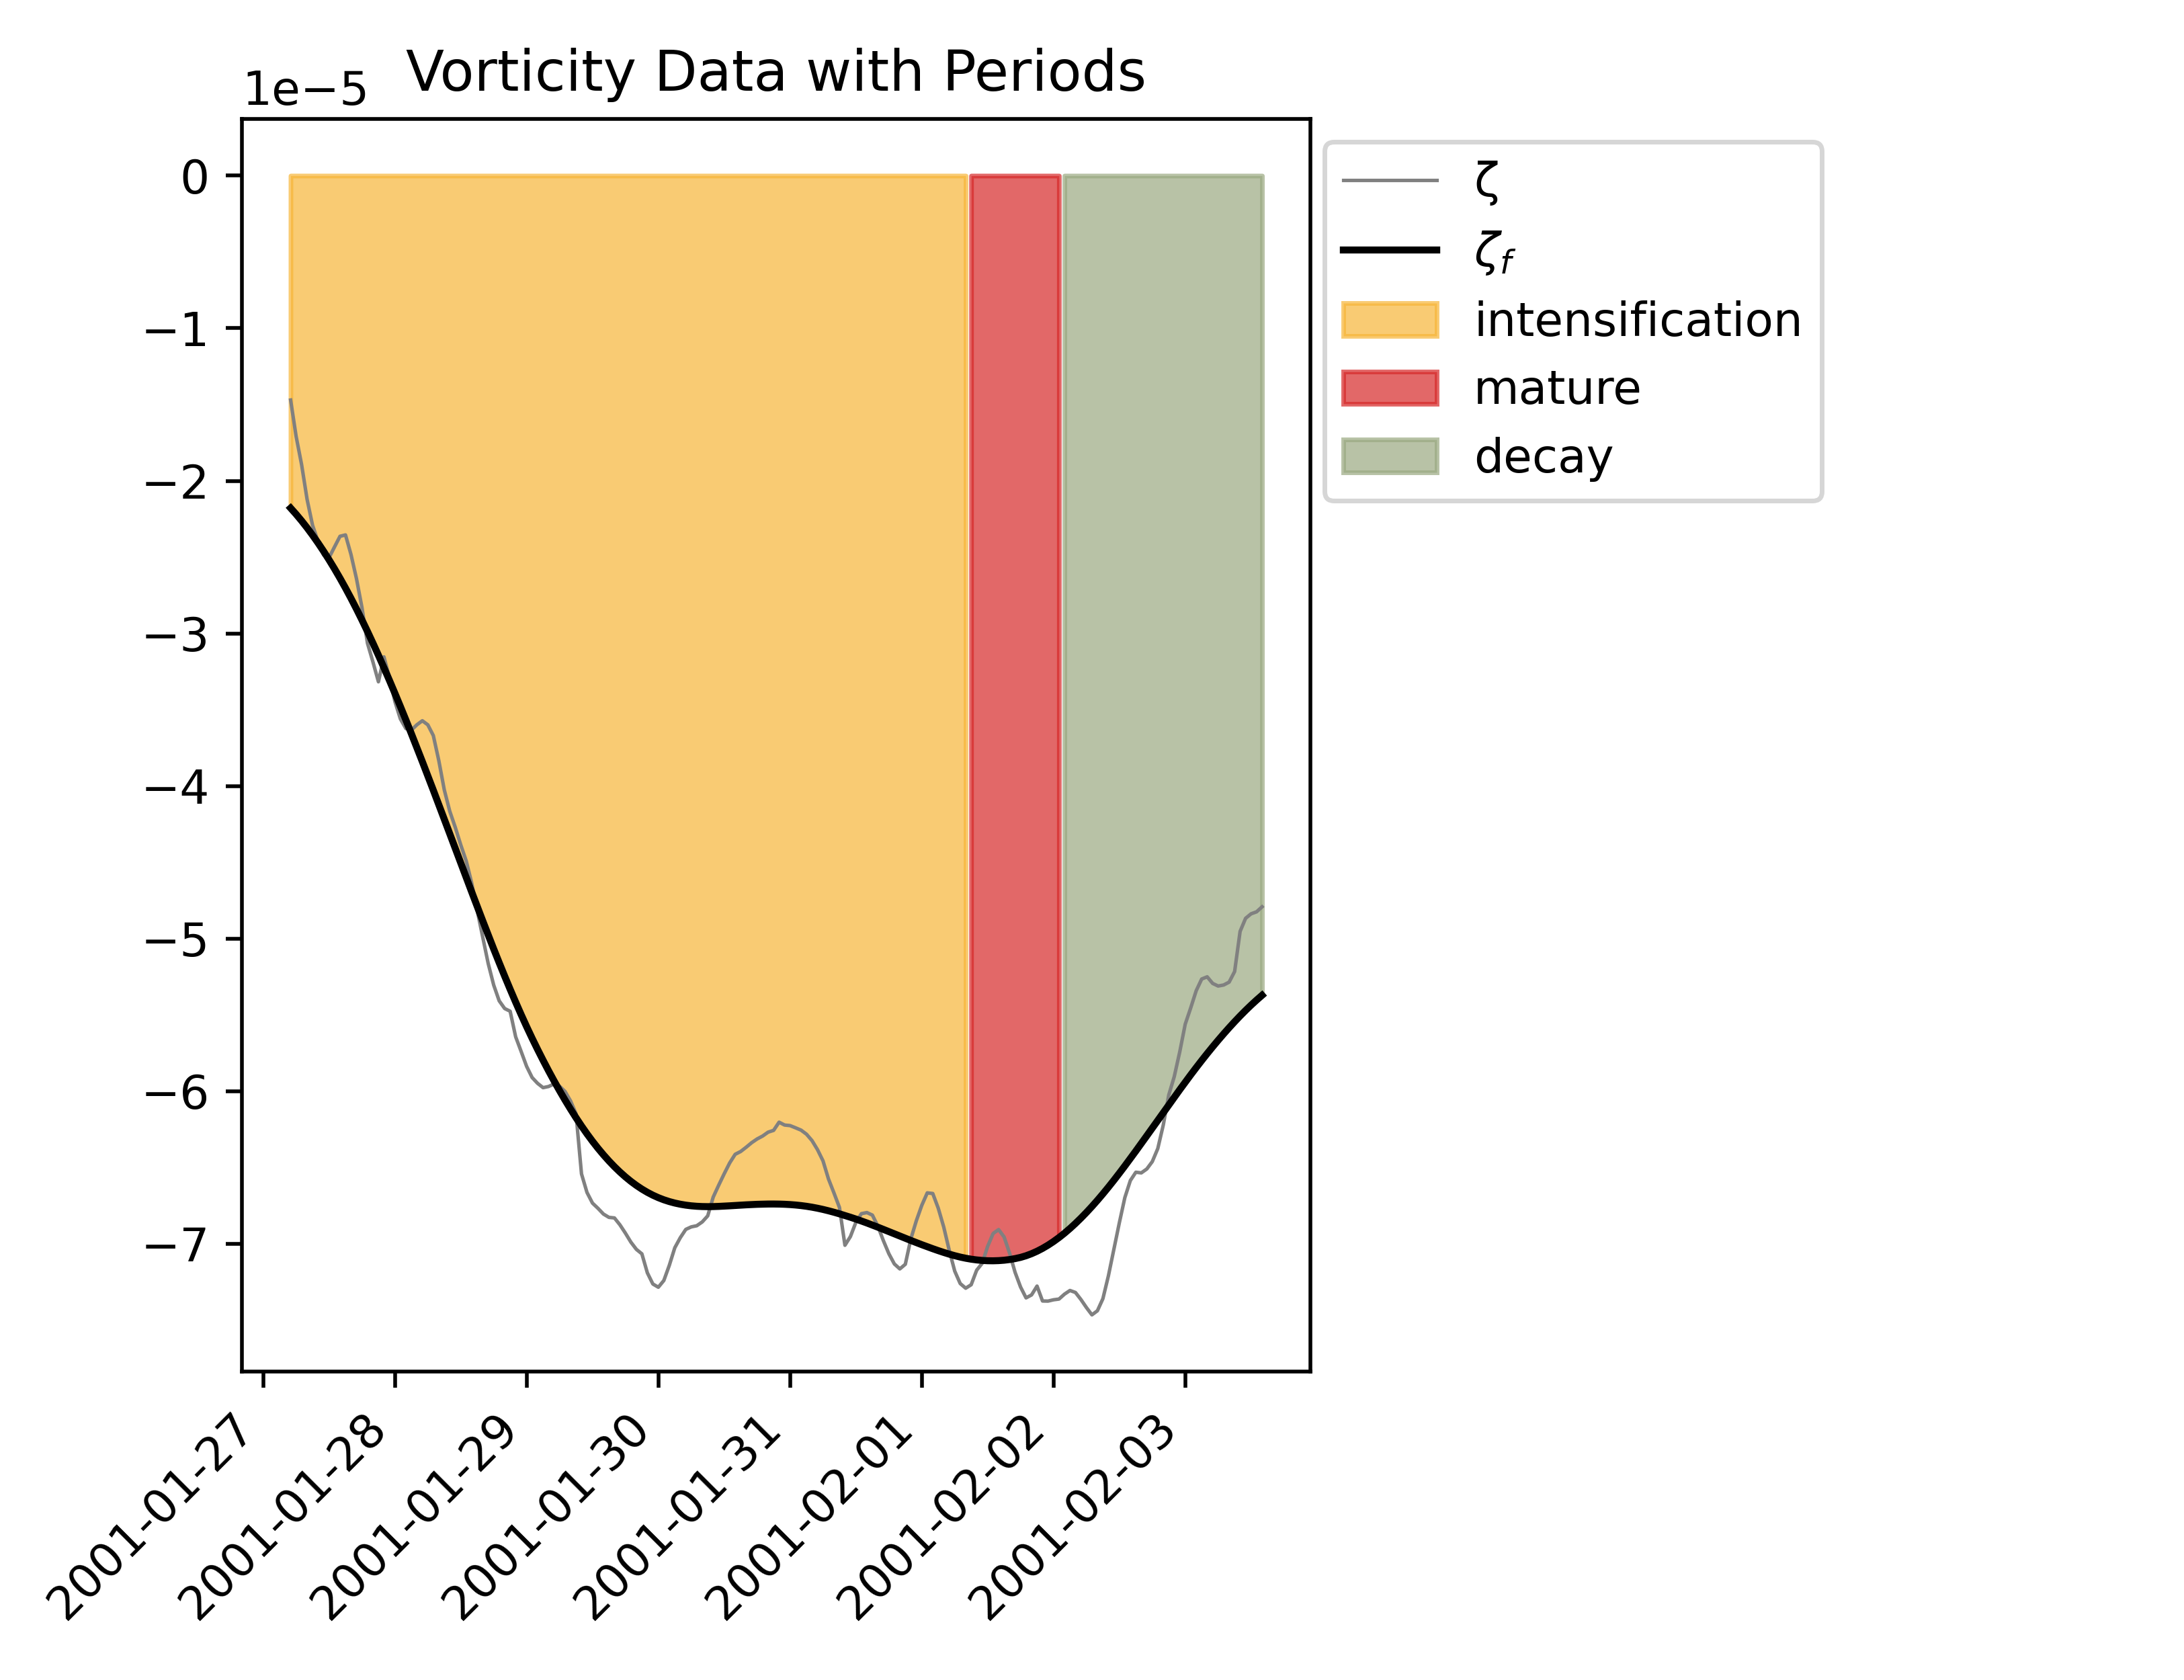 Vorticity Data with Periods
1e−5
0
−1
−2
−3
−4
−5
−6
−7
2001-01-27
2001-01-28
2001-01-29
2001-01-30
2001-01-31
2001-02-01
2001-02-02
2001-02-03
ζ
ζf
intensification
mature
decay